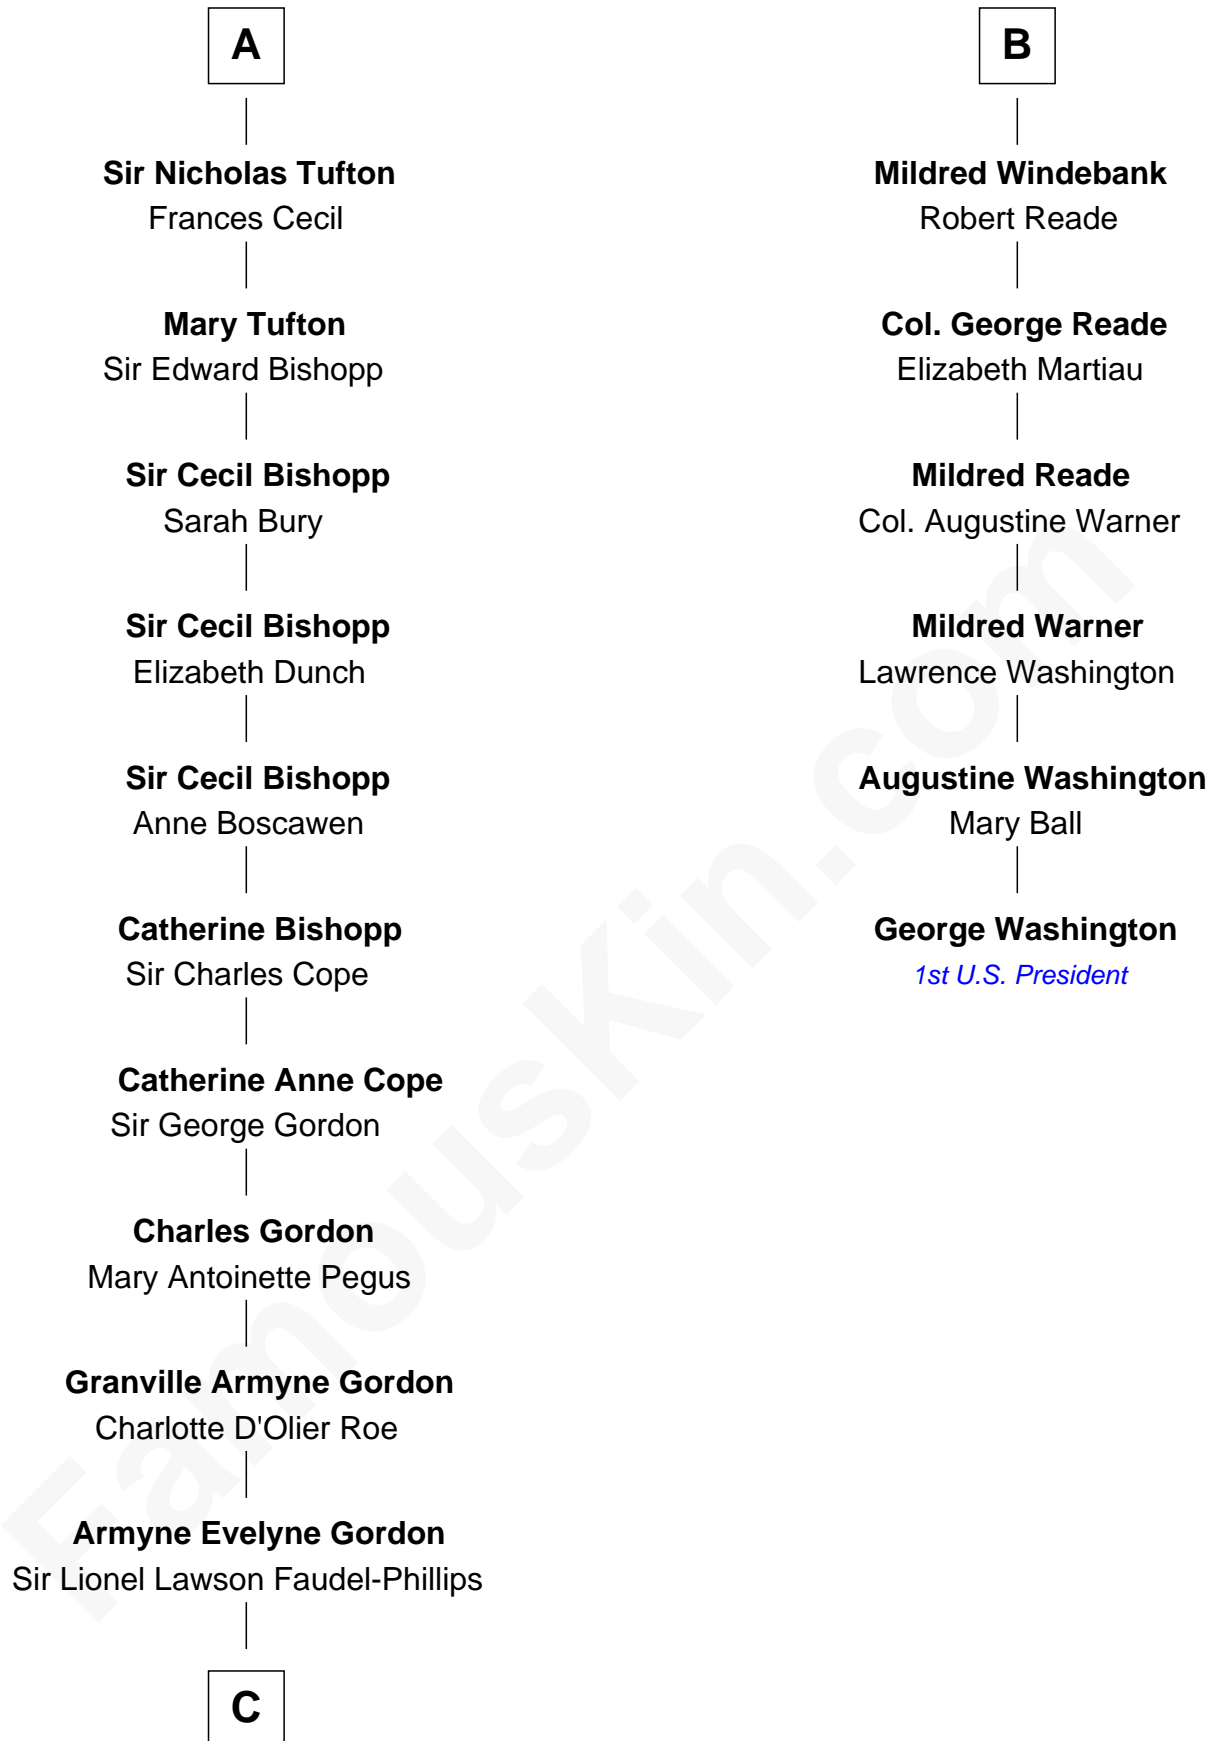 A
Sir Nicholas Tufton
Frances Cecil
Mary Tufton
Sir Edward Bishopp
Sir Cecil Bishopp
Sarah Bury
Sir Cecil Bishopp
Elizabeth Dunch
Sir Cecil Bishopp
Anne Boscawen
Catherine Bishopp
Sir Charles Cope
Catherine Anne Cope
Sir George Gordon
Charles Gordon
Mary Antoinette Pegus
Granville Armyne Gordon
Charlotte D'Olier Roe
Armyne Evelyne Gordon
Sir Lionel Lawson Faudel-Phillips
C
B
Mildred Windebank
Robert Reade
Col. George Reade
Elizabeth Martiau
Mildred Reade
Col. Augustine Warner
Mildred Warner
Lawrence Washington
Augustine Washington
Mary Ball
George Washington
1st U.S. President
FamousKin.com